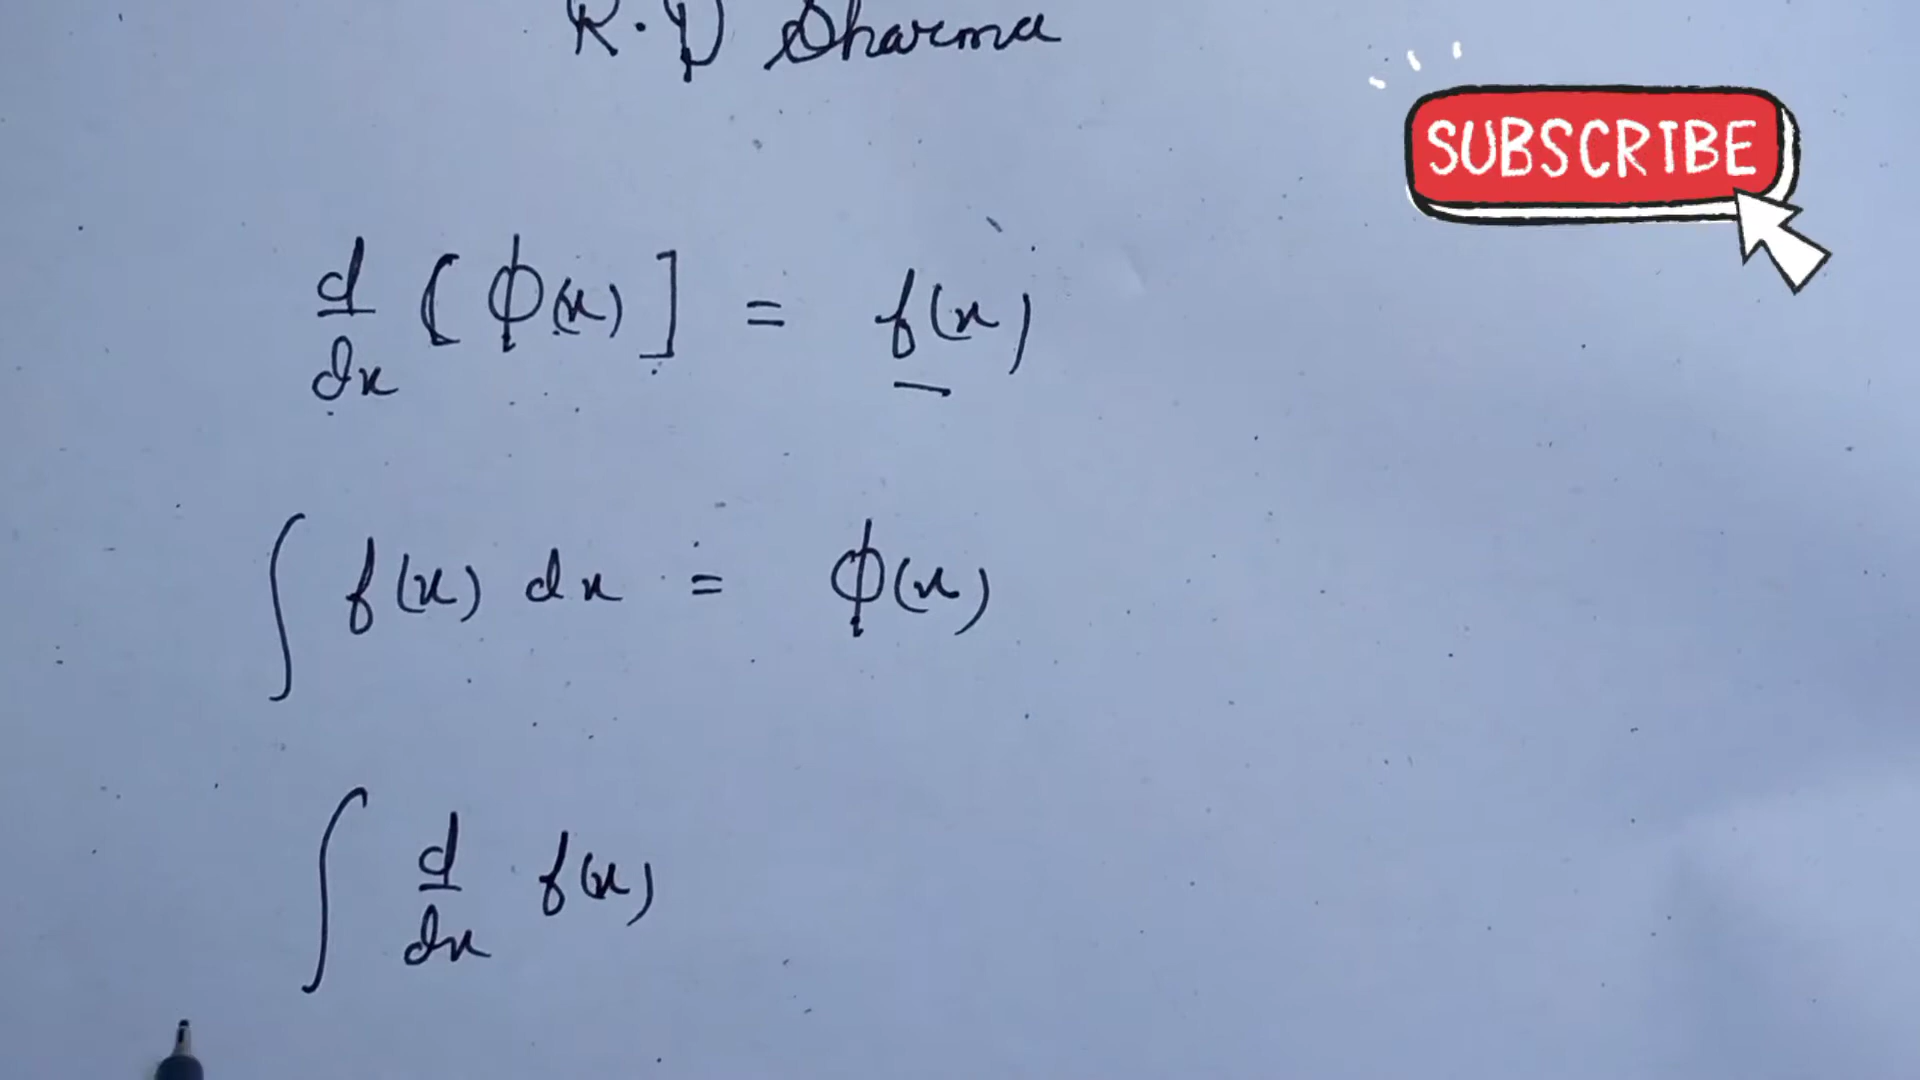 R.D Sharma
SUBSCRIBE
d/dx [ϕ(x)] = f(x)
∫ f(x) dx = ϕ(x)
∫ d/dx f(x)